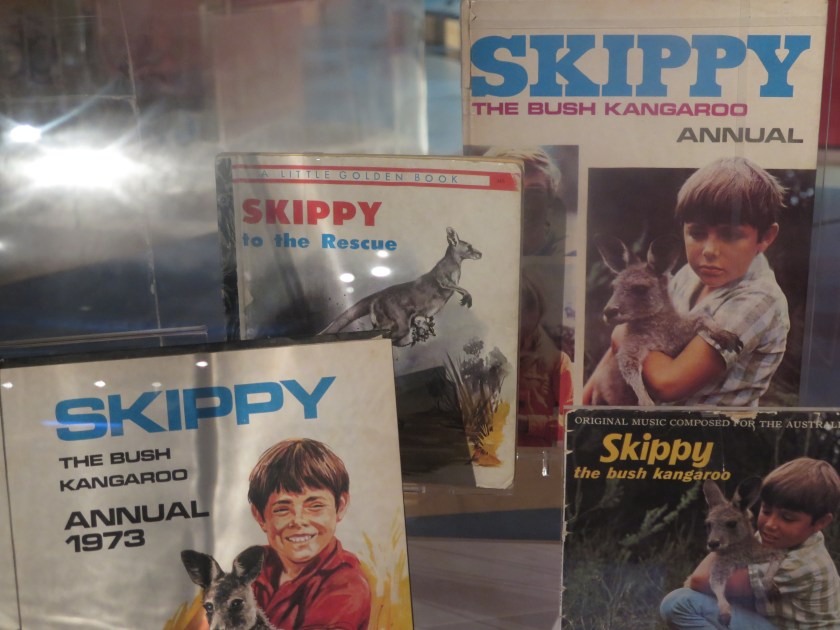 SKIPPY
THE BUSH KANGAROO
ANNUAL
A LITTLE GOLDEN BOOK
SKIPPY
to the Rescue
SKIPPY
THE BUSH
KANGAROO
ANNUAL
1973
ORIGINAL MUSIC COMPOSED FOR THE AUSTRALI
Skippy
the bush kangaroo